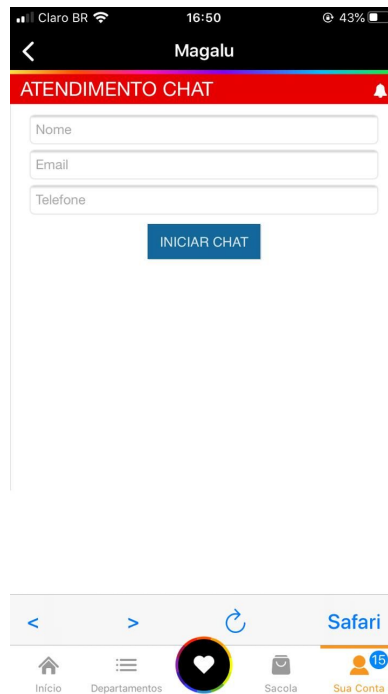 Claro BR 16:50 43%
Magalu
ATENDIMENTO CHAT
Nome
Email
Telefone
INICIAR CHAT
< > Safari
15
Início Departamentos Sacola Sua Conta